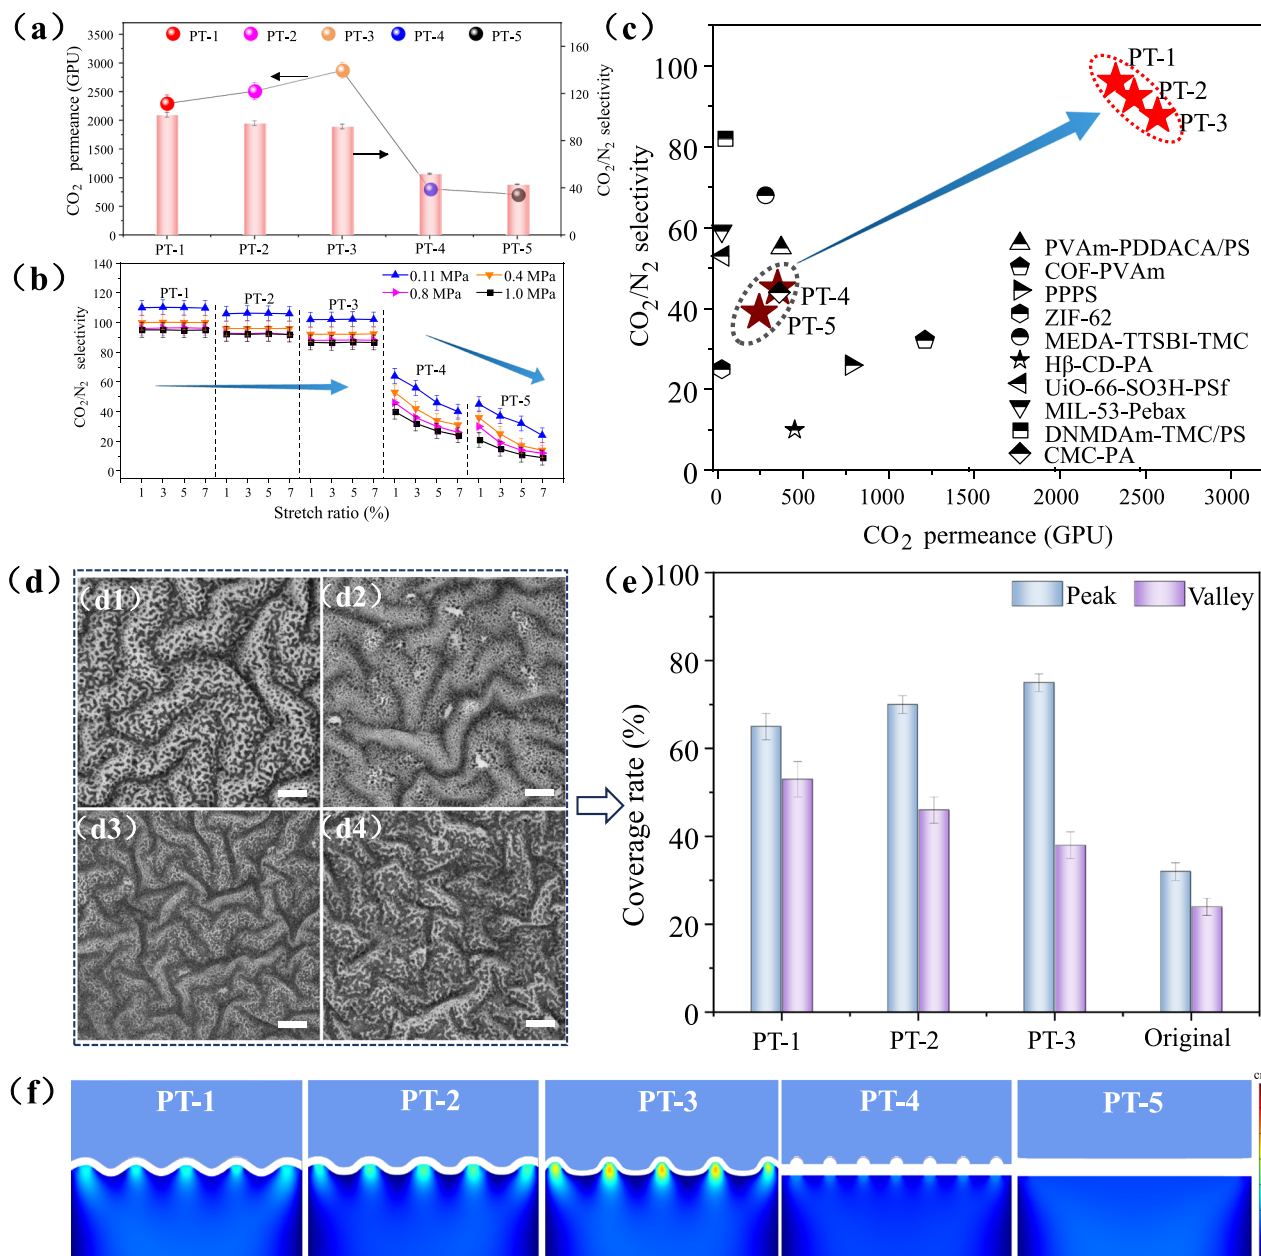 (a)
PT-1 PT-2 PT-3 PT-4 PT-5
CO2 permeance (GPU)
3500
3000
2500
2000
1500
1000
500
0
160
120
80
40
0
CO2/N2 selectivity
PT-1 PT-2 PT-3 PT-4 PT-5
(b)
CO2/N2 selectivity
140
120
100
80
60
40
20
0
0.11 MPa 0.4 MPa
0.8 MPa 1.0 MPa
PT-1 PT-2 PT-3
PT-4
PT-5
1 3 5 7 1 3 5 7 1 3 5 7 1 3 5 7 1 3 5 7
Stretch ratio (%)
(c)
CO2/N2 selectivity
100
80
60
40
20
0
PT-1
PT-2
PT-3
PT-4
PT-5
PVAm-PDDACA/PS
COF-PVAm
PPPS
ZIF-62
MEDA-TTSBI-TMC
Hβ-CD-PA
UiO-66-SO3H-PSf
MIL-53-Pebax
DNMDAm-TMC/PS
CMC-PA
0 500 1000 1500 2000 2500 3000
CO2 permeance (GPU)
(d)
(d1) (d2)
(d3) (d4)
(e)
Coverage rate (%)
100
80
60
40
20
0
Peak Valley
PT-1 PT-2 PT-3 Original
(f)
PT-1 PT-2 PT-3 PT-4 PT-5